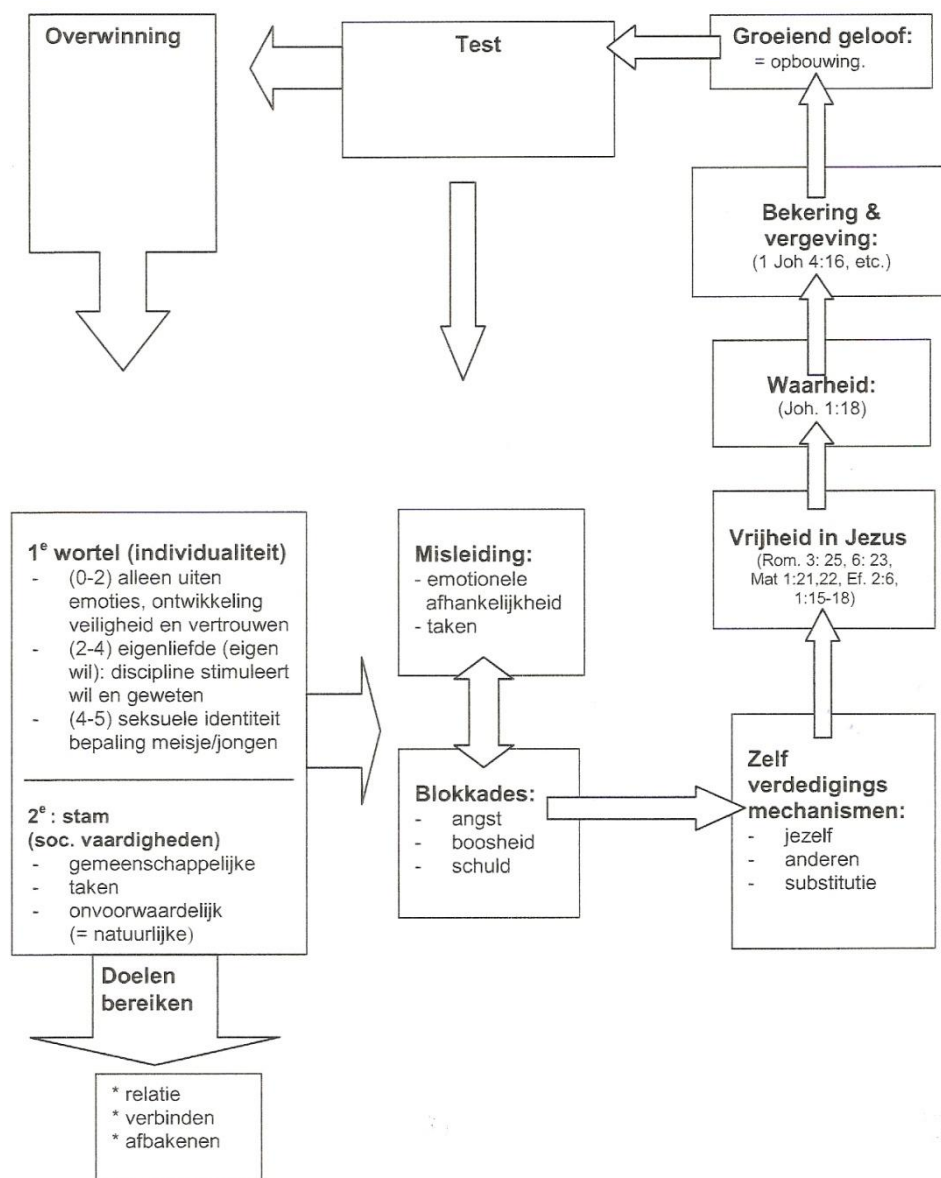 Overwinning
Test
Groeiend geloof:
= opbouwing.
Bekering &
vergeving:
(1 Joh 4:16, etc.)
Waarheid:
(Joh. 1:18)
Vrijheid in Jezus
(Rom. 3: 25, 6: 23,
Mat 1:21,22, Ef. 2:6,
1:15-18)
1e wortel (individualiteit)
- (0-2) alleen uiten
emoties, ontwikkeling
veiligheid en vertrouwen
- (2-4) eigenliefde (eigen
wil): discipline stimuleert
wil en geweten
- (4-5) seksuele identiteit
bepaling meisje/jongen
2e : stam
(soc. vaardigheden)
- gemeenschappelijke
- taken
- onvoorwaardelijk
(= natuurlijke)
Doelen
bereiken
* relatie
* verbinden
* afbakenen
Misleiding:
- emotionele
afhankelijkheid
- taken
Blokkades:
- angst
- boosheid
- schuld
Zelf
verdedigings
mechanismen:
- jezelf
- anderen
- substitutie